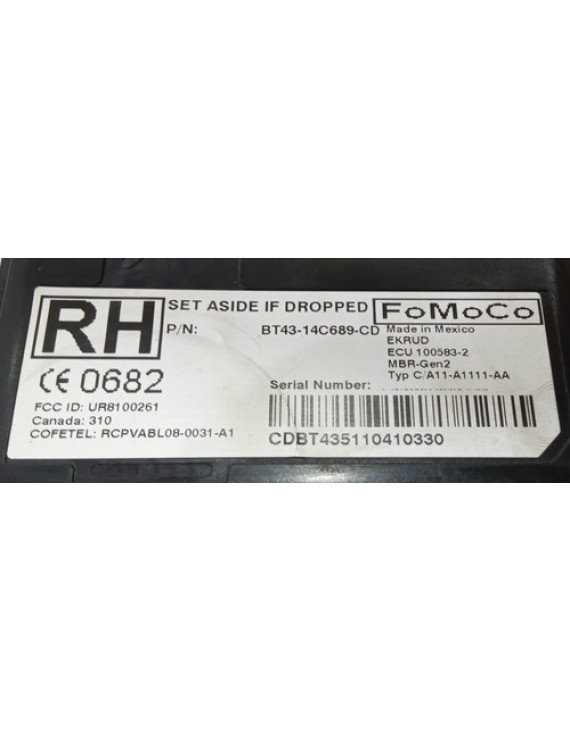 RH
SET ASIDE IF DROPPED
FoMoCo
P/N: BT43-14C689-CD
Made in Mexico
EKRUD
ECU 100583-2
MBR-Gen2
Typ C/A11-A1111-AA
CE 0682
FCC ID: UR8100261
Canada: 310
COFETEL: RCPVABL08-0031-A1
Serial Number:
CDBT435110410330